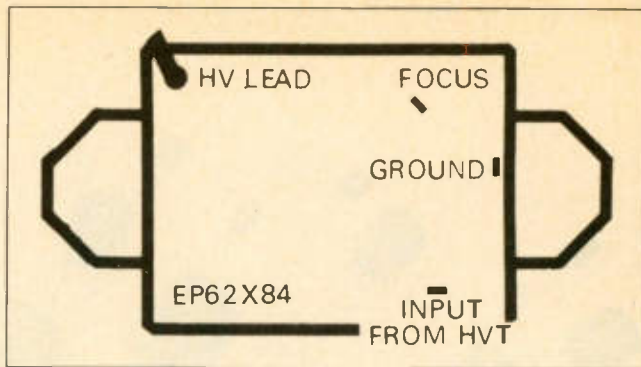 HV LEAD
FOCUS
GROUND
EP62X84
INPUT
FROM HVT